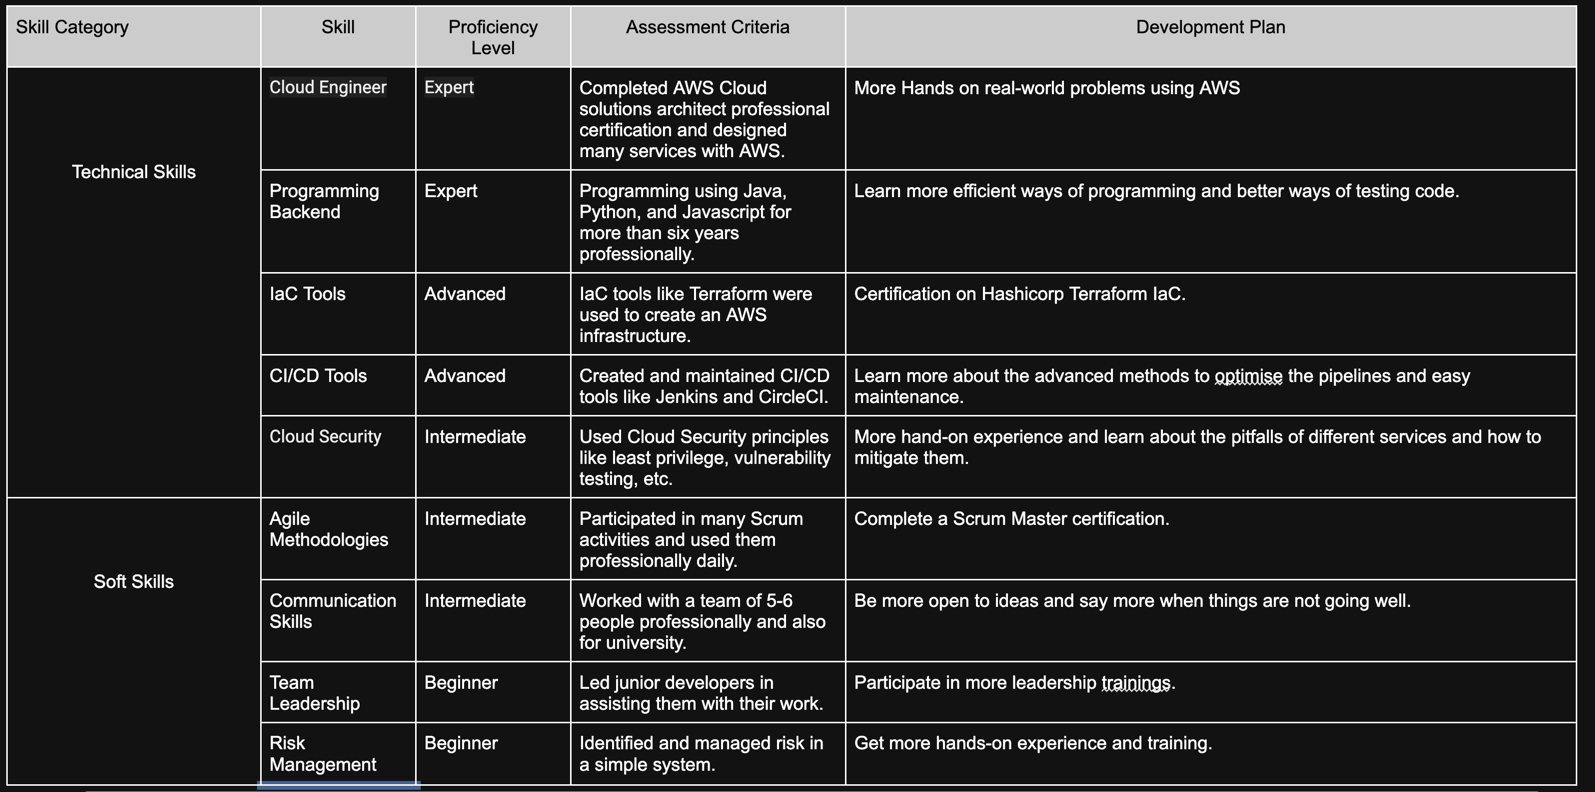 Skill Category
Skill
Proficiency
Level
Assessment Criteria
Development Plan
Technical Skills
Cloud Engineer
Expert
Completed AWS Cloud
solutions architect professional
certification and designed
many services with AWS.
More Hands on real-world problems using AWS
Programming
Backend
Expert
Programming using Java,
Python, and Javascript for
more than six years
professionally.
Learn more efficient ways of programming and better ways of testing code.
IaC Tools
Advanced
IaC tools like Terraform were
used to create an AWS
infrastructure.
Certification on Hashicorp Terraform IaC.
CI/CD Tools
Advanced
Created and maintained CI/CD
tools like Jenkins and CircleCI.
Learn more about the advanced methods to optimise the pipelines and easy
maintenance.
Cloud Security
Intermediate
Used Cloud Security principles
like least privilege, vulnerability
testing, etc.
More hand-on experience and learn about the pitfalls of different services and how to
mitigate them.
Soft Skills
Agile
Methodologies
Intermediate
Participated in many Scrum
activities and used them
professionally daily.
Complete a Scrum Master certification.
Communication
Skills
Intermediate
Worked with a team of 5-6
people professionally and also
for university.
Be more open to ideas and say more when things are not going well.
Team
Leadership
Beginner
Led junior developers in
assisting them with their work.
Participate in more leadership trainings.
Risk
Management
Beginner
Identified and managed risk in
a simple system.
Get more hands-on experience and training.